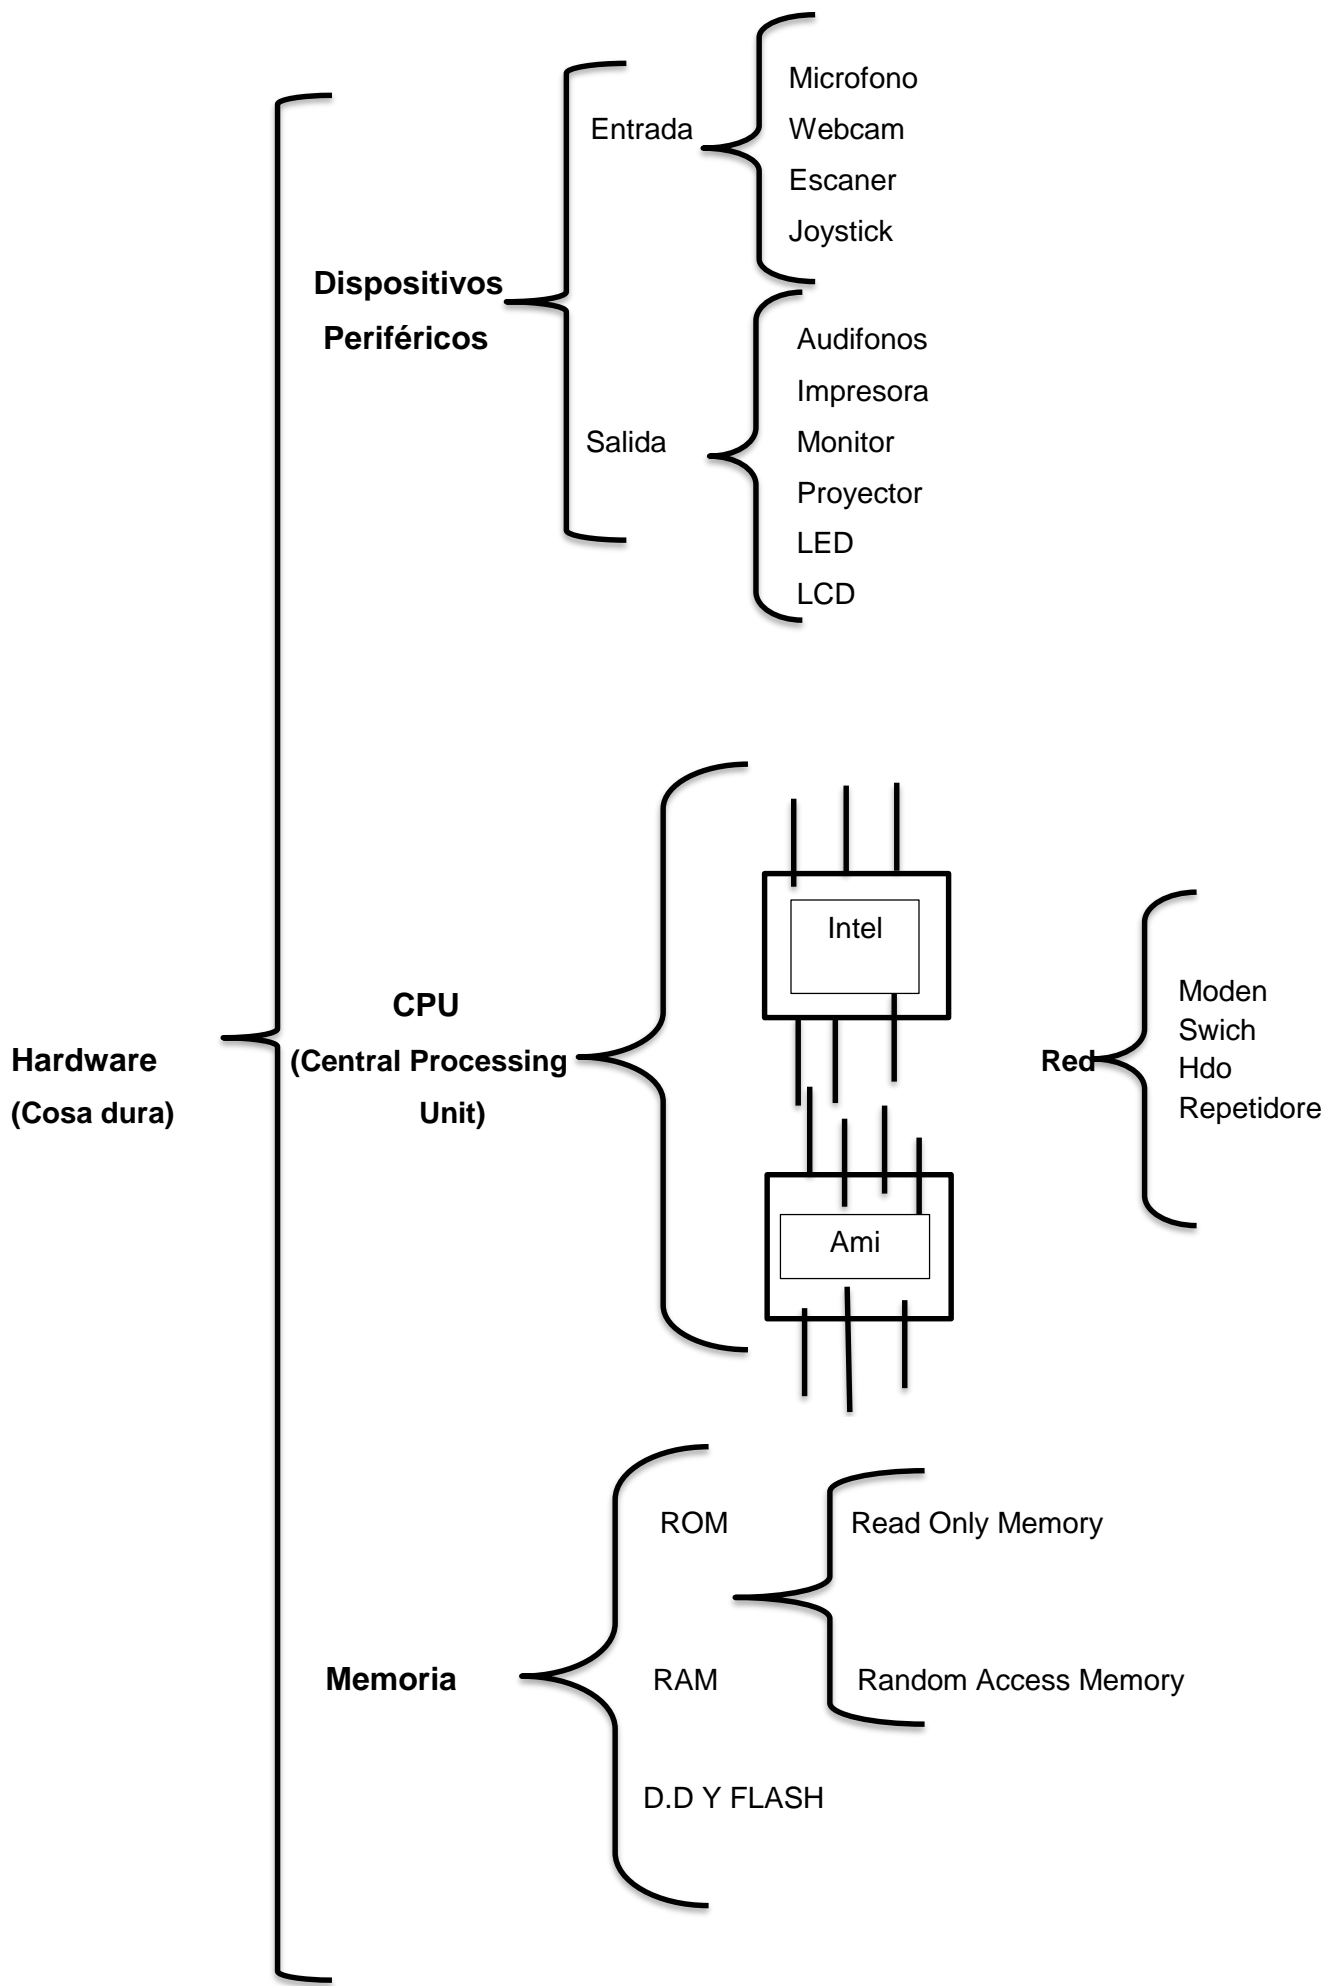 Hardware
(Cosa dura)
Dispositivos
Periféricos
Entrada
Microfono
Webcam
Escaner
Joystick
Salida
Audifonos
Impresora
Monitor
Proyector
LED
LCD
CPU
(Central Processing
Unit)
Intel
Ami
Red
Moden
Swich
Hdo
Repetidore
Memoria
ROM
Read Only Memory
RAM
Random Access Memory
D.D Y FLASH